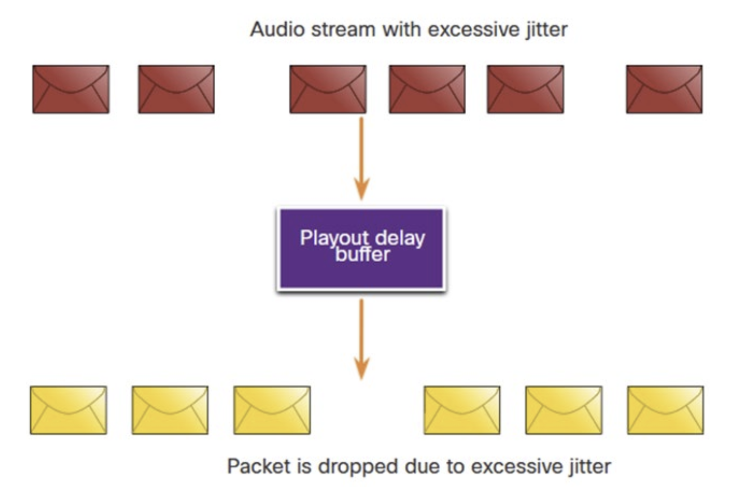 Audio stream with excessive jitter
Playout delay
buffer
Packet is dropped due to excessive jitter